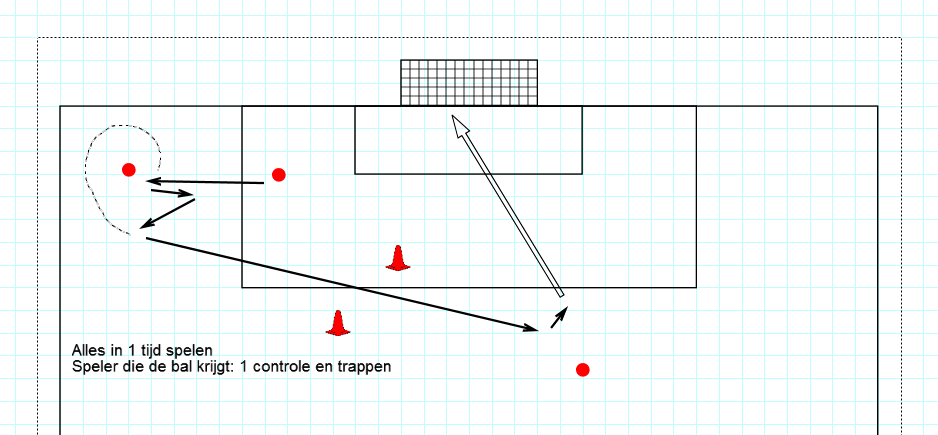 Alles in 1 tijd spelen
Speler die de bal krijgt: 1 controle en trappen